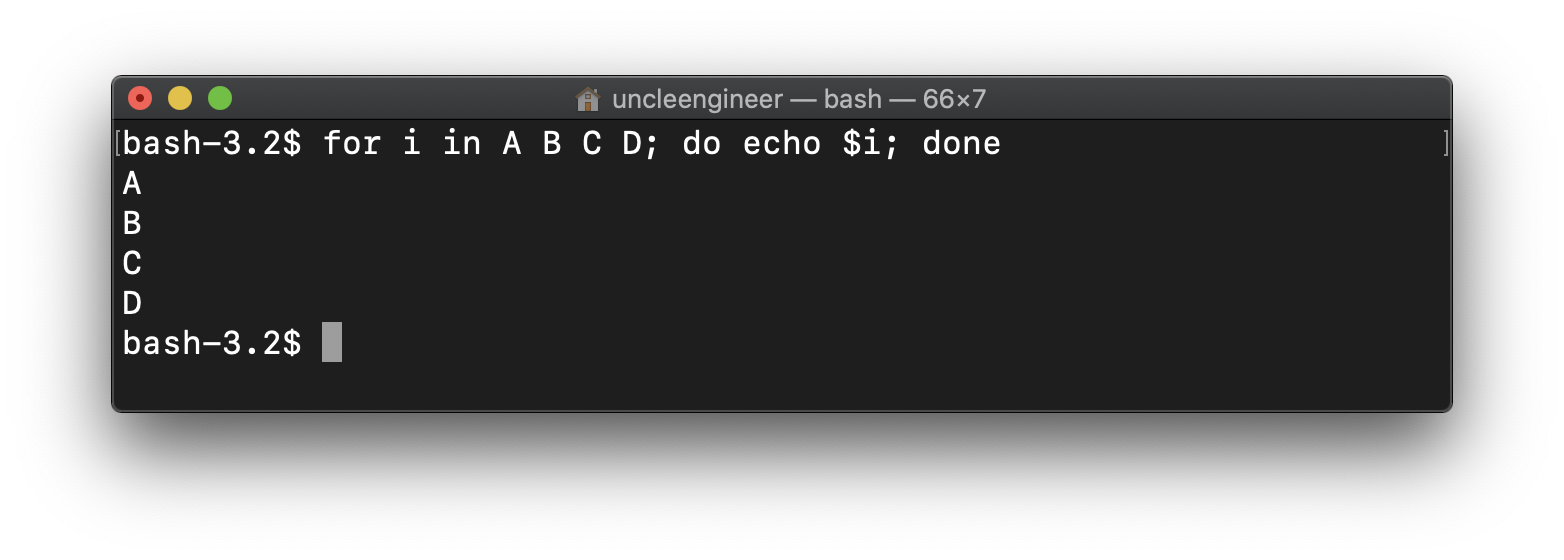 uncleengineer — bash — 66×7
[bash-3.2$ for i in A B C D; do echo $i; done ]
A
B
C
D
bash-3.2$